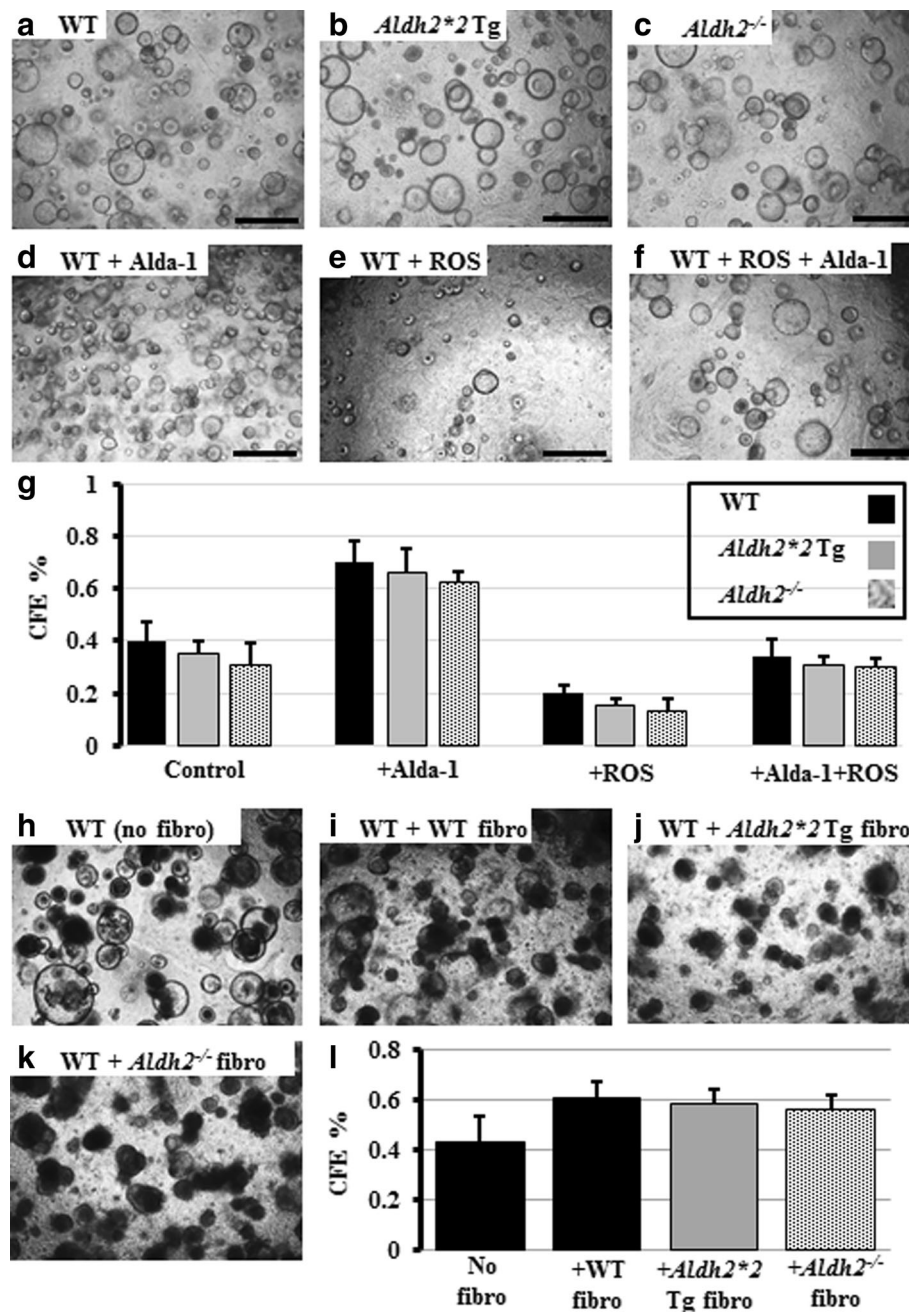 a WT
b Aldh2*2 Tg
c Aldh2-/-
d WT + Alda-1
e WT + ROS
f WT + ROS + Alda-1
g
1
0.8
0.6
0.4
0.2
0
CFE %
WT
Aldh2*2 Tg
Aldh2-/-
Control
+Alda-1
+ROS
+Alda-1+ROS
h WT (no fibro)
i WT + WT fibro
j WT + Aldh2*2 Tg fibro
k WT + Aldh2-/- fibro
l
0.8
0.6
0.4
0.2
0
CFE %
No fibro
+WT fibro
+Aldh2*2 Tg fibro
+Aldh2-/- fibro